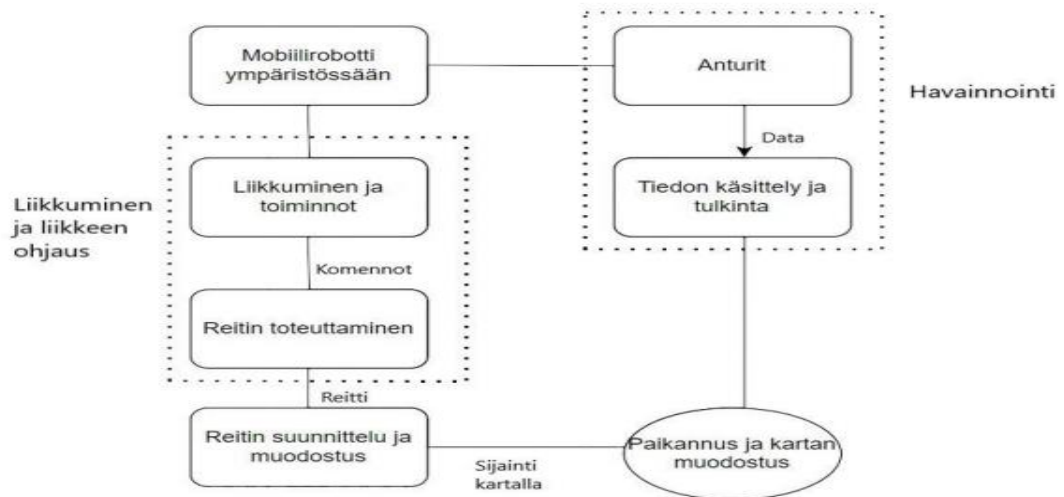 Mobiilirobotti
ympäristössään
Anturit
Havainnointi
Data
Liikkuminen ja
toiminnot
Tiedon käsittely ja
tulkinta
Liikkuminen
ja liikkeen
ohjaus
Komennot
Reitin toteuttaminen
Reitti
Reitin suunnittelu ja
muodostus
Paikannus ja kartan
muodostus
Sijainti
kartalla